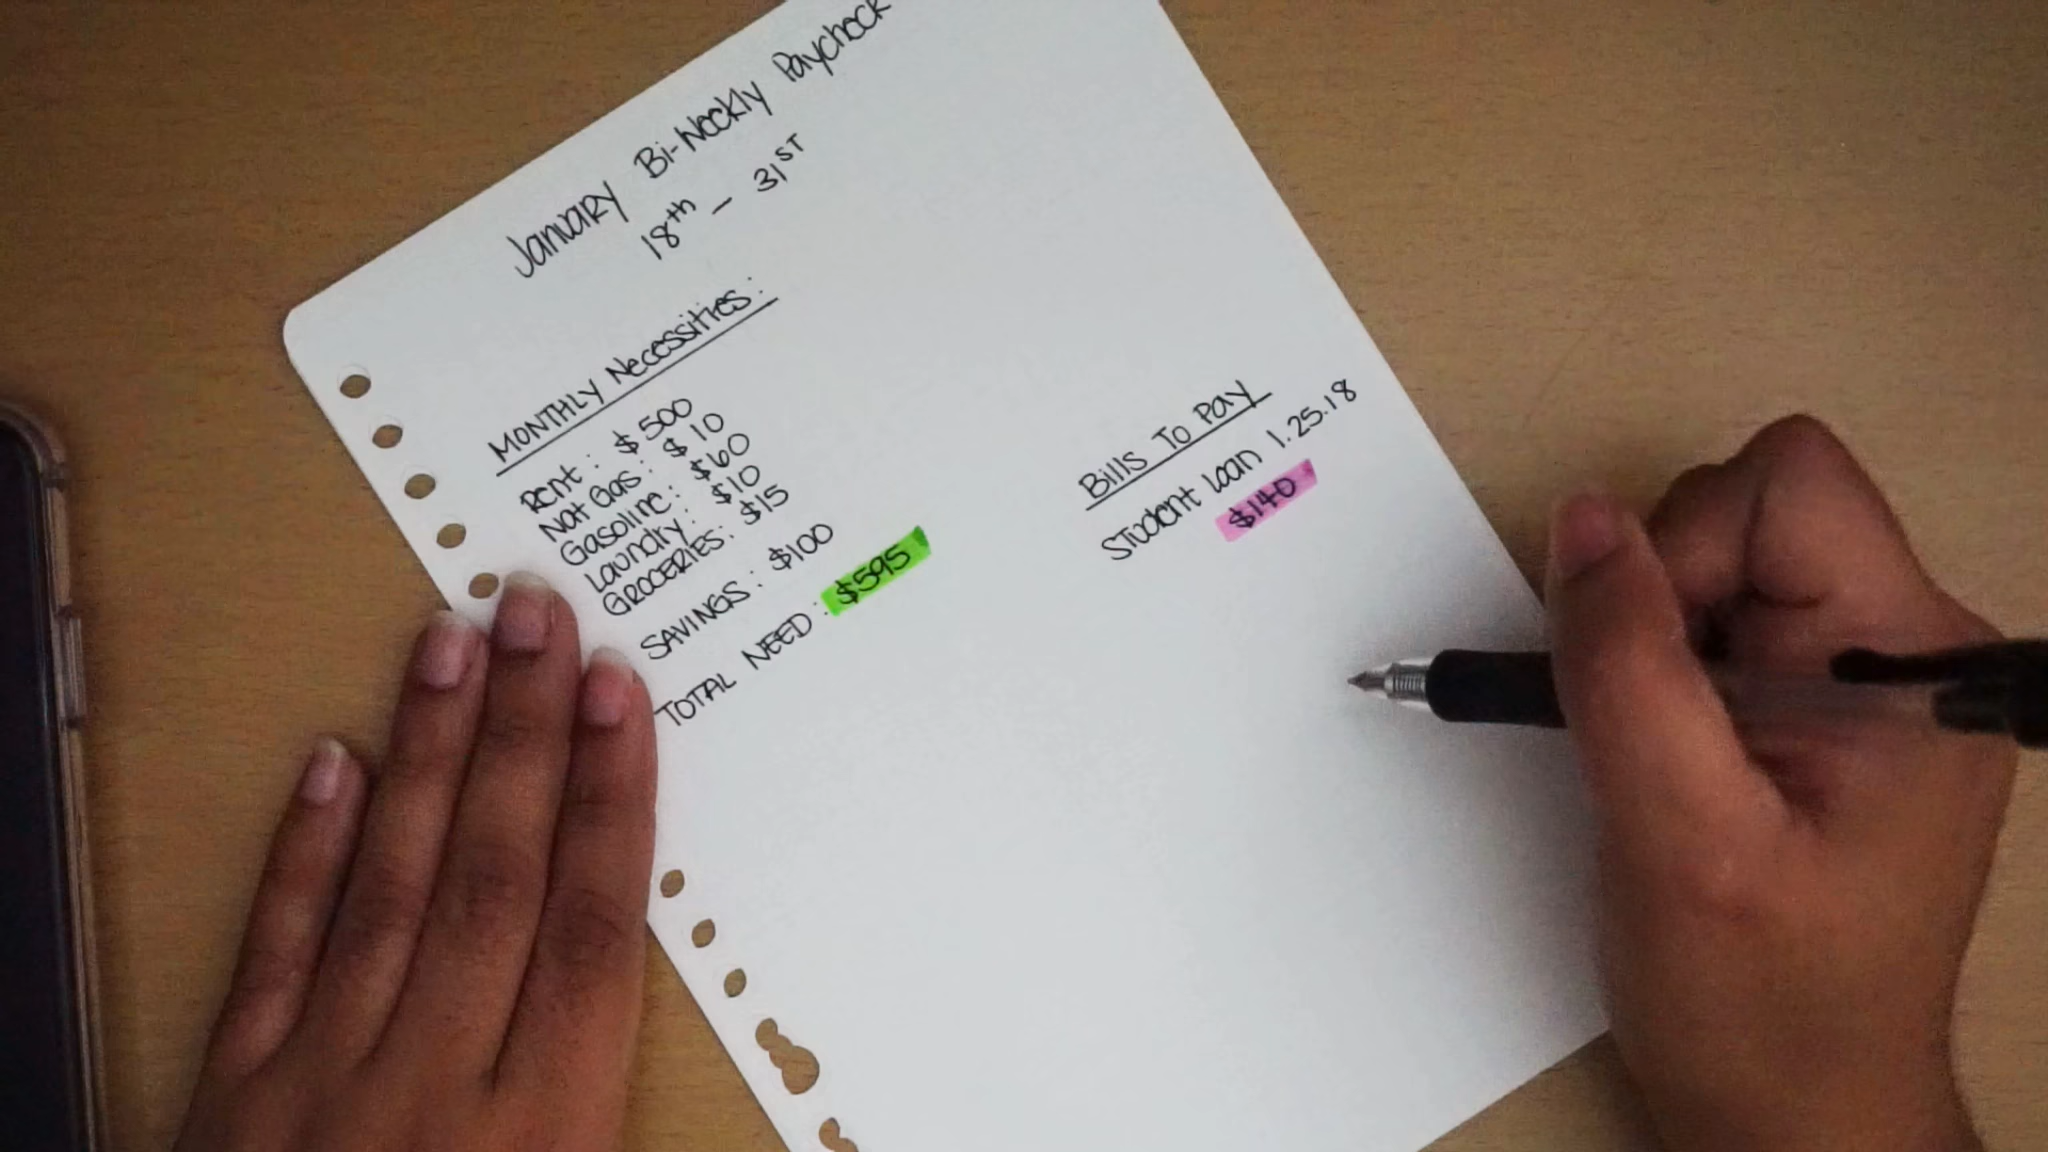 January Bi-Weekly Paycheck
18th - 31ST
MONTHLY Necessities:
Rent: $500
Nat Gas: $10
Gasoline: $60
Laundry: $10
GROCERIES: $15
SAVINGS: $100
TOTAL NEED: $595
Bills To Pay
Student Loan 1.25.18
$140